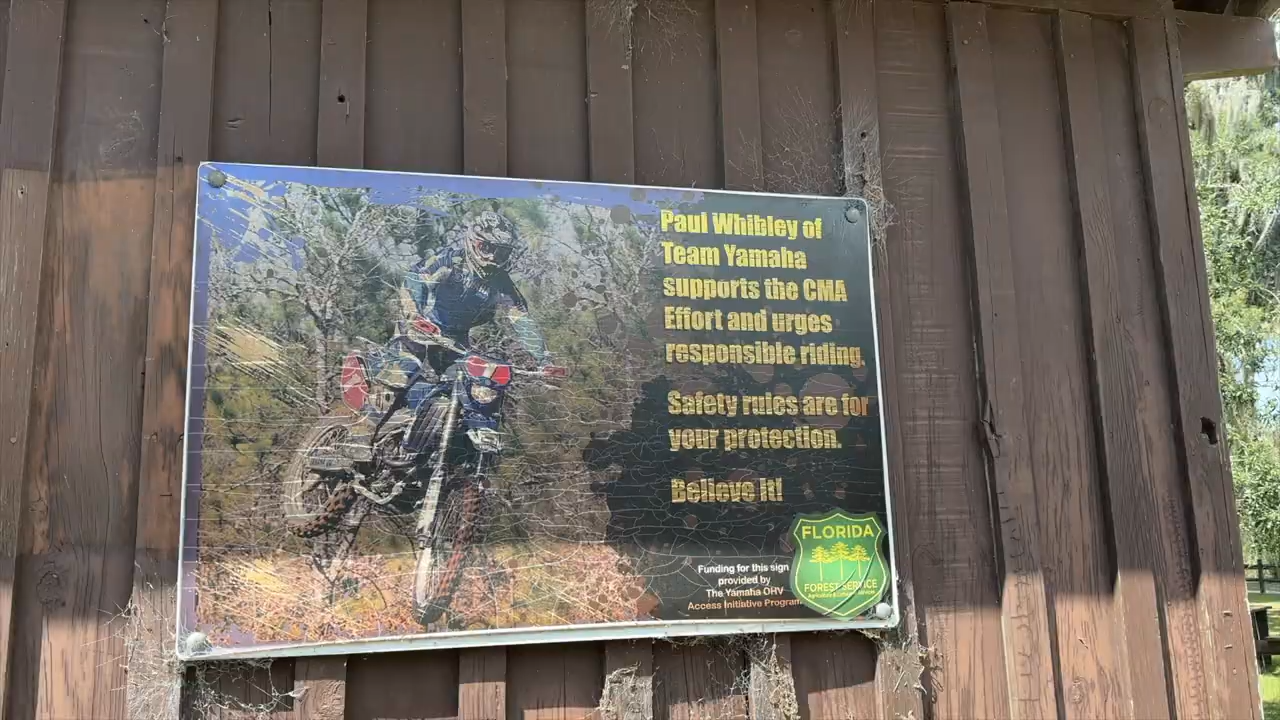 Paul Whibley of
Team Yamaha
supports the CMA
Effort and urges
responsible riding.
Safety rules are for
your protection.
Believe it!
Funding for this sign
provided by
The Yamaha OHV
Access Initiative Program
FLORIDA
FOREST SERVICE